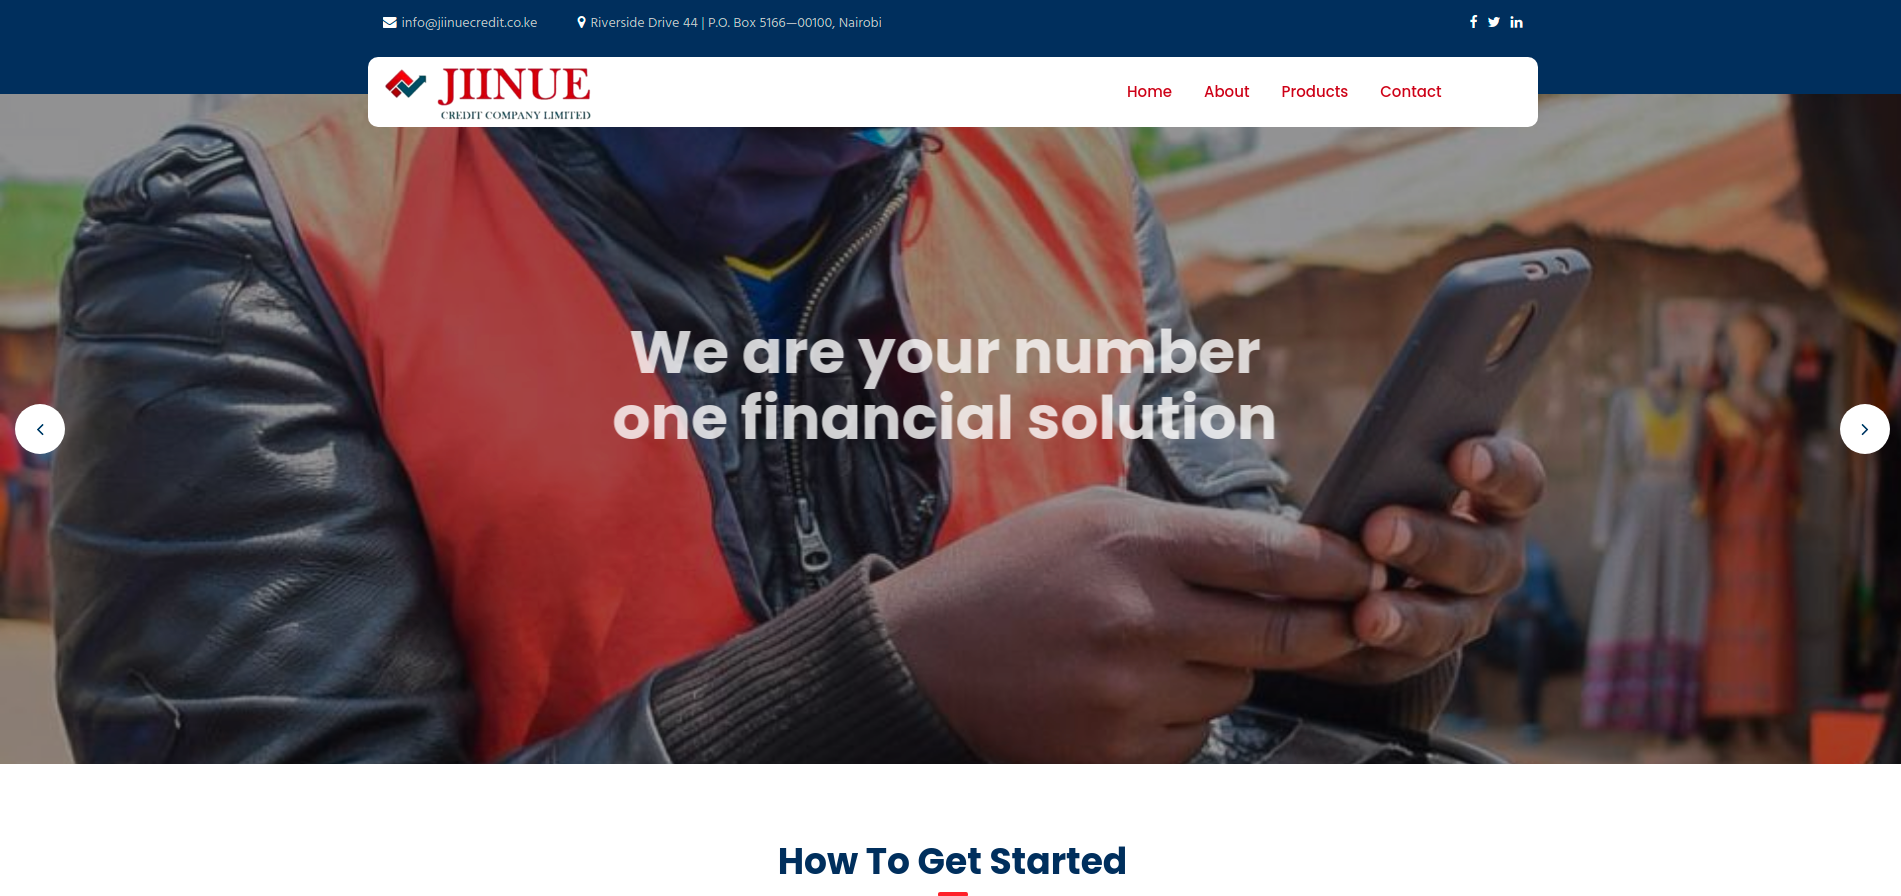 info@jiinuecredit.co.ke
Riverside Drive 44 | P.O. Box 5166—00100, Nairobi
JIINUE
CREDIT COMPANY LIMITED
Home
About
Products
Contact
We are your number
one financial solution
How To Get Started